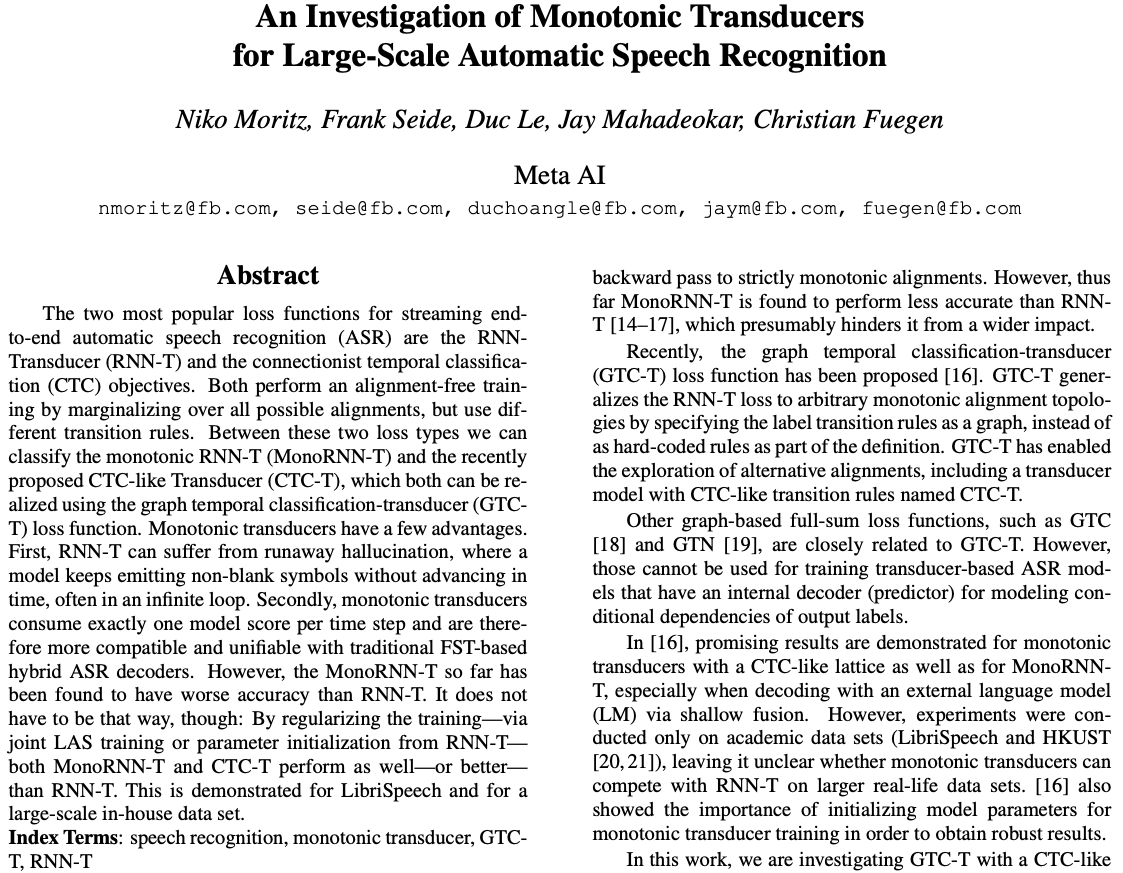 An Investigation of Monotonic Transducers
for Large-Scale Automatic Speech Recognition
Niko Moritz, Frank Seide, Duc Le, Jay Mahadeokar, Christian Fuegen
Meta AI
nmoritz@fb.com, seide@fb.com, duchoangle@fb.com, jaym@fb.com, fuegen@fb.com
Abstract
The two most popular loss functions for streaming end-
to-end automatic speech recognition (ASR) are the RNN-
Transducer (RNN-T) and the connectionist temporal classifica-
tion (CTC) objectives. Both perform an alignment-free train-
ing by marginalizing over all possible alignments, but use dif-
ferent transition rules. Between these two loss types we can
classify the monotonic RNN-T (MonoRNN-T) and the recently
proposed CTC-like Transducer (CTC-T), which both can be re-
alized using the graph temporal classification-transducer (GTC-
T) loss function. Monotonic transducers have a few advantages.
First, RNN-T can suffer from runaway hallucination, where a
model keeps emitting non-blank symbols without advancing in
time, often in an infinite loop. Secondly, monotonic transducers
consume exactly one model score per time step and are there-
fore more compatible and unifiable with traditional FST-based
hybrid ASR decoders. However, the MonoRNN-T so far has
been found to have worse accuracy than RNN-T. It does not
have to be that way, though: By regularizing the training—via
joint LAS training or parameter initialization from RNN-T—
both MonoRNN-T and CTC-T perform as well—or better—
than RNN-T. This is demonstrated for LibriSpeech and for a
large-scale in-house data set.
Index Terms: speech recognition, monotonic transducer, GTC-
T, RNN-T
backward pass to strictly monotonic alignments. However, thus
far MonoRNN-T is found to perform less accurate than RNN-
T [14–17], which presumably hinders it from a wider impact.
Recently, the graph temporal classification-transducer
(GTC-T) loss function has been proposed [16]. GTC-T gener-
alizes the RNN-T loss to arbitrary monotonic alignment topolo-
gies by specifying the label transition rules as a graph, instead of
as hard-coded rules as part of the definition. GTC-T has enabled
the exploration of alternative alignments, including a transducer
model with CTC-like transition rules named CTC-T.
Other graph-based full-sum loss functions, such as GTC
[18] and GTN [19], are closely related to GTC-T. However,
those cannot be used for training transducer-based ASR mod-
els that have an internal decoder (predictor) for modeling con-
ditional dependencies of output labels.
In [16], promising results are demonstrated for monotonic
transducers with a CTC-like lattice as well as for MonoRNN-
T, especially when decoding with an external language model
(LM) via shallow fusion. However, experiments were con-
ducted only on academic data sets (LibriSpeech and HKUST
[20, 21]), leaving it unclear whether monotonic transducers can
compete with RNN-T on larger real-life data sets. [16] also
showed the importance of initializing model parameters for
monotonic transducer training in order to obtain robust results.
In this work, we are investigating GTC-T with a CTC-like